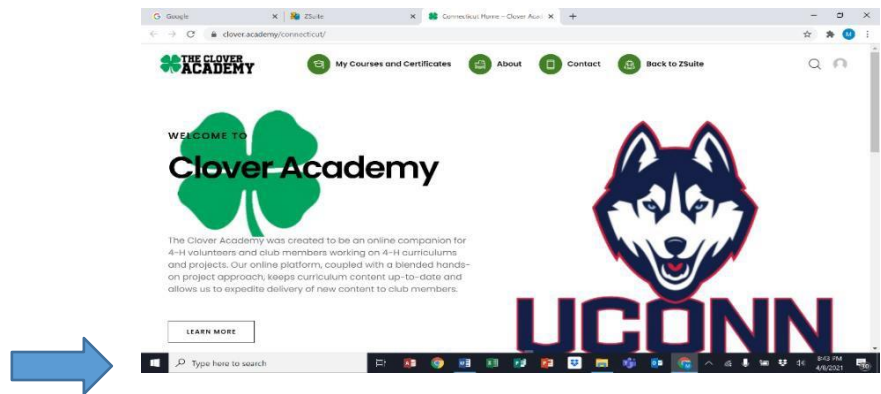 Google
ZSuite
Connecticut Home – Clover Acad
clover.academy/connecticut/
THE CLOVER
ACADEMY
My Courses and Certificates
About
Contact
Back to ZSuite
WELCOME TO
Clover Academy
The Clover Academy was created to be an online companion for
4-H volunteers and club members working on 4-H curriculums
and projects. Our online platform, coupled with a blended hands-
on project approach, keeps curriculum content up-to-date and
allows us to expedite delivery of new content to club members.
LEARN MORE
UCONN
Type here to search
8:43 PM
4/8/2021